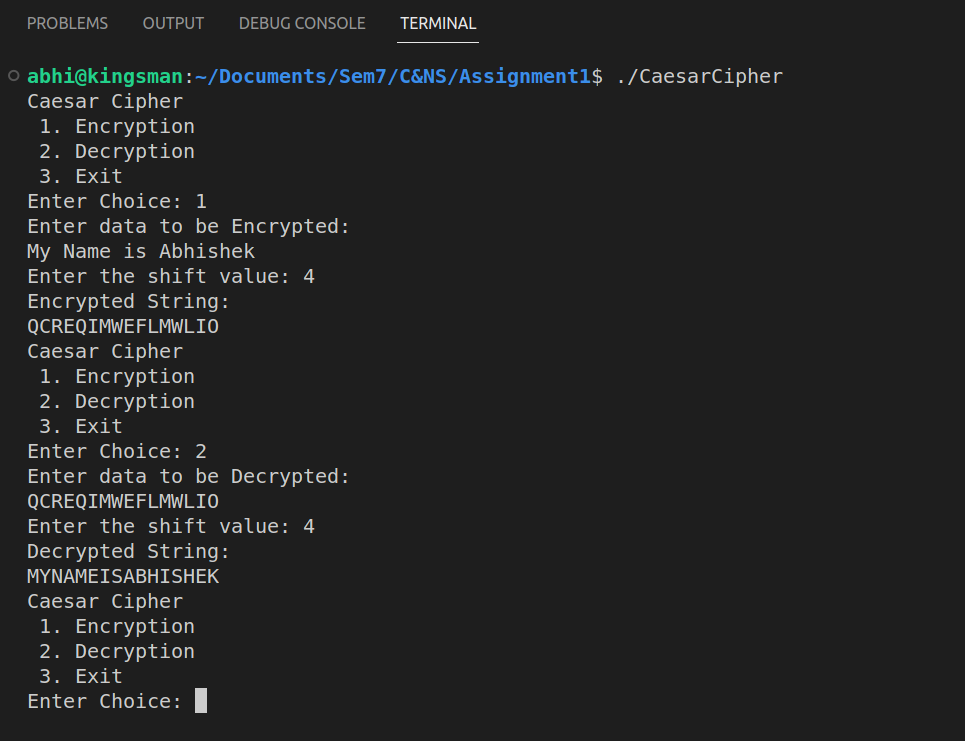 PROBLEMS OUTPUT DEBUG CONSOLE TERMINAL
abhi@kingsman:~/Documents/Sem7/C&NS/Assignment1$ ./CaesarCipher
Caesar Cipher
 1. Encryption
 2. Decryption
 3. Exit
Enter Choice: 1
Enter data to be Encrypted:
My Name is Abhishek
Enter the shift value: 4
Encrypted String:
QCREQIMWEFLMWLIO
Caesar Cipher
 1. Encryption
 2. Decryption
 3. Exit
Enter Choice: 2
Enter data to be Decrypted:
QCREQIMWEFLMWLIO
Enter the shift value: 4
Decrypted String:
MYNAMEISABHISHEK
Caesar Cipher
 1. Encryption
 2. Decryption
 3. Exit
Enter Choice: